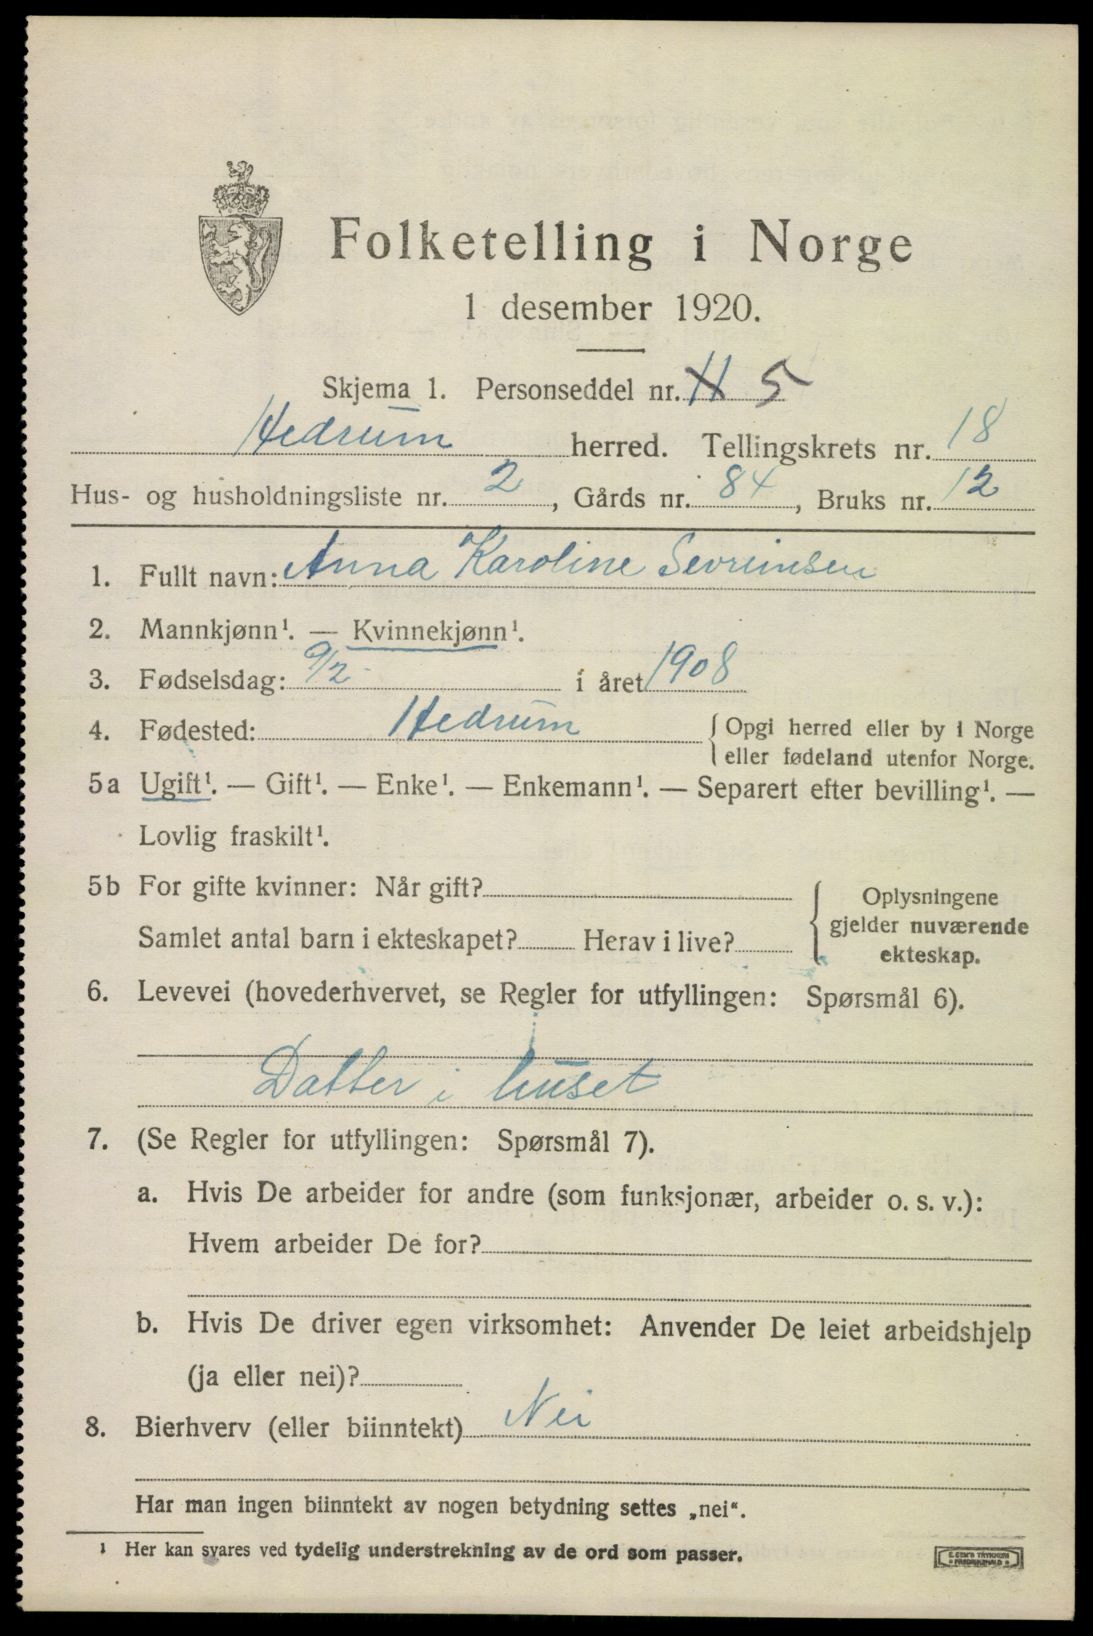 Folketelling i Norge
1 desember 1920.
Skjema 1. Personseddel nr. 5
Hedrum herred. Tellingskrets nr. 18
Hus- og husholdningsliste nr. 2, Gårds nr. 84, Bruks nr. 12
1. Fullt navn: Anna Karoline Sevrinsen
2. Mannkjønn¹. — Kvinnekjønn¹.
3. Fødselsdag: 9/2 i året 1908
4. Fødested: Hedrum { Opgi herred eller by i Norge
eller fødeland utenfor Norge.
5a Ugift¹. — Gift¹. — Enke¹. — Enkemann¹. — Separert efter bevilling¹. —
Lovlig fraskilt¹.
5b For gifte kvinner: Når gift?
Samlet antal barn i ekteskapet? Herav i live?
{ Oplysningene
gjelder nuværende
ekteskap.
6. Levevei (hovederhvervet, se Regler for utfyllingen: Spørsmål 6).
Datter i huset
7. (Se Regler for utfyllingen: Spørsmål 7).
a. Hvis De arbeider for andre (som funksjonær, arbeider o. s. v.):
Hvem arbeider De for?
b. Hvis De driver egen virksomhet: Anvender De leiet arbeidshjelp
(ja eller nei)?
8. Bierhverv (eller biinntekt) Nei
Har man ingen biinntekt av nogen betydning settes „nei“.
¹ Her kan svares ved tydelig understrekning av de ord som passer.